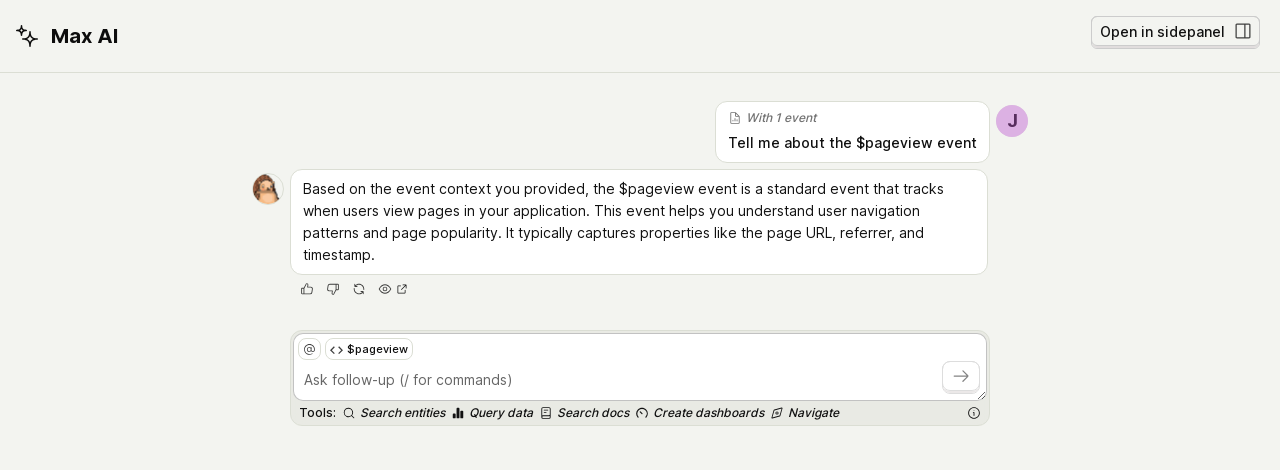 Max AI
Open in sidepanel
With 1 event
J
Tell me about the $pageview event
Based on the event context you provided, the $pageview event is a standard event that tracks
when users view pages in your application. This event helps you understand user navigation
patterns and page popularity. It typically captures properties like the page URL, referrer, and
timestamp.
@ $pageview
Ask follow-up (/ for commands)
Tools: Search entities Query data Search docs Create dashboards Navigate